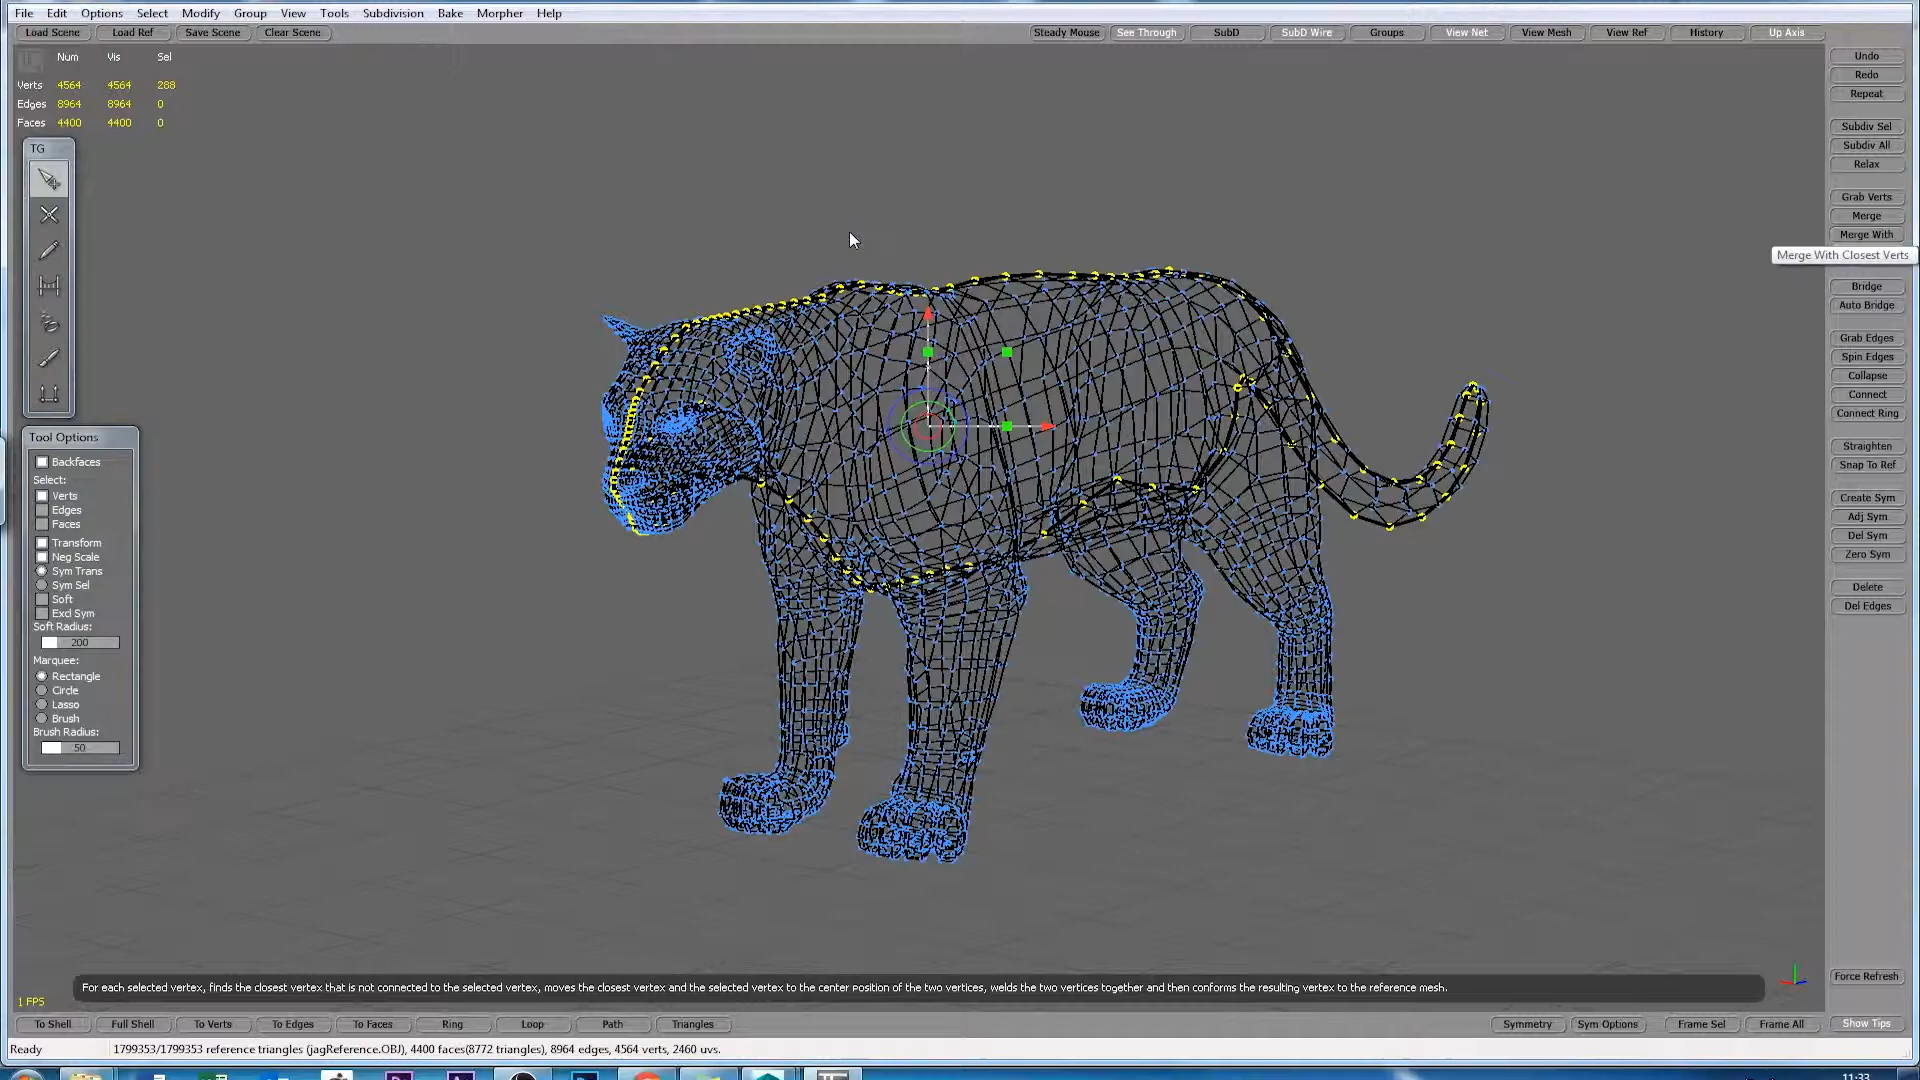 File Edit Options Select Modify Group View Tools Subdivision Bake Morpher Help
Load Scene Load Ref Save Scene Clear Scene Steady Mouse See Through SubD SubD Wire Groups View Net View Mesh View Ref History Up Axis
Num Vis Sel
Verts 4564 4564 288
Edges 8964 8964 0
Faces 4400 4400 0
TG
Tool Options
Backfaces
Select:
Verts
Edges
Faces
Transform
Neg Scale
Sym Trans
Sym Sel
Soft
Excl Sym
Soft Radius:
200
Marquee:
Rectangle
Circle
Lasso
Brush
Brush Radius:
50
Undo
Redo
Repeat
Subdiv Sel
Subdiv All
Relax
Grab Verts
Merge
Merge With
Merge With Closest Verts
Bridge
Auto Bridge
Grab Edges
Spin Edges
Collapse
Connect
Connect Ring
Straighten
Snap To Ref
Create Sym
Adj Sym
Del Sym
Zero Sym
Delete
Del Edges
Force Refresh
For each selected vertex, finds the closest vertex that is not connected to the selected vertex, moves the closest vertex and the selected vertex to the center position of the two vertices, welds the two vertices together and then conforms the resulting vertex to the reference mesh.
1 FPS
To Shell Full Shell To Verts To Edges To Faces Ring Loop Path Triangles Symmetry Sym Options Frame Sel Frame All Show Tips
Ready 1799353/1799353 reference triangles (jagReference.OBJ), 4400 faces(8772 triangles), 8964 edges, 4564 verts, 2460 uvs.
11:33